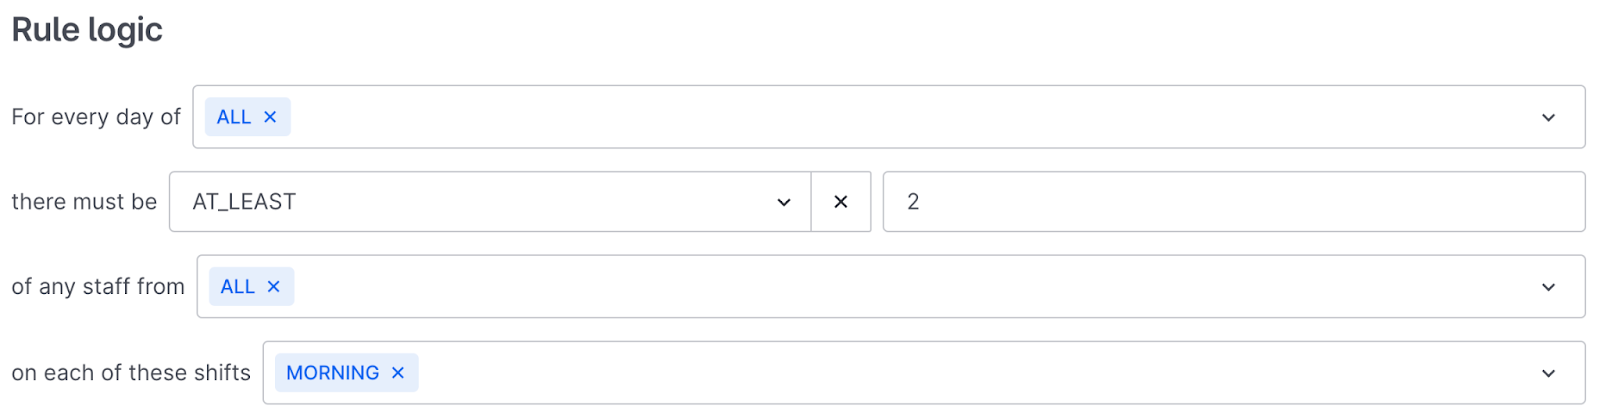 Rule logic
For every day of ALL ×
there must be AT_LEAST × 2
of any staff from ALL ×
on each of these shifts MORNING ×